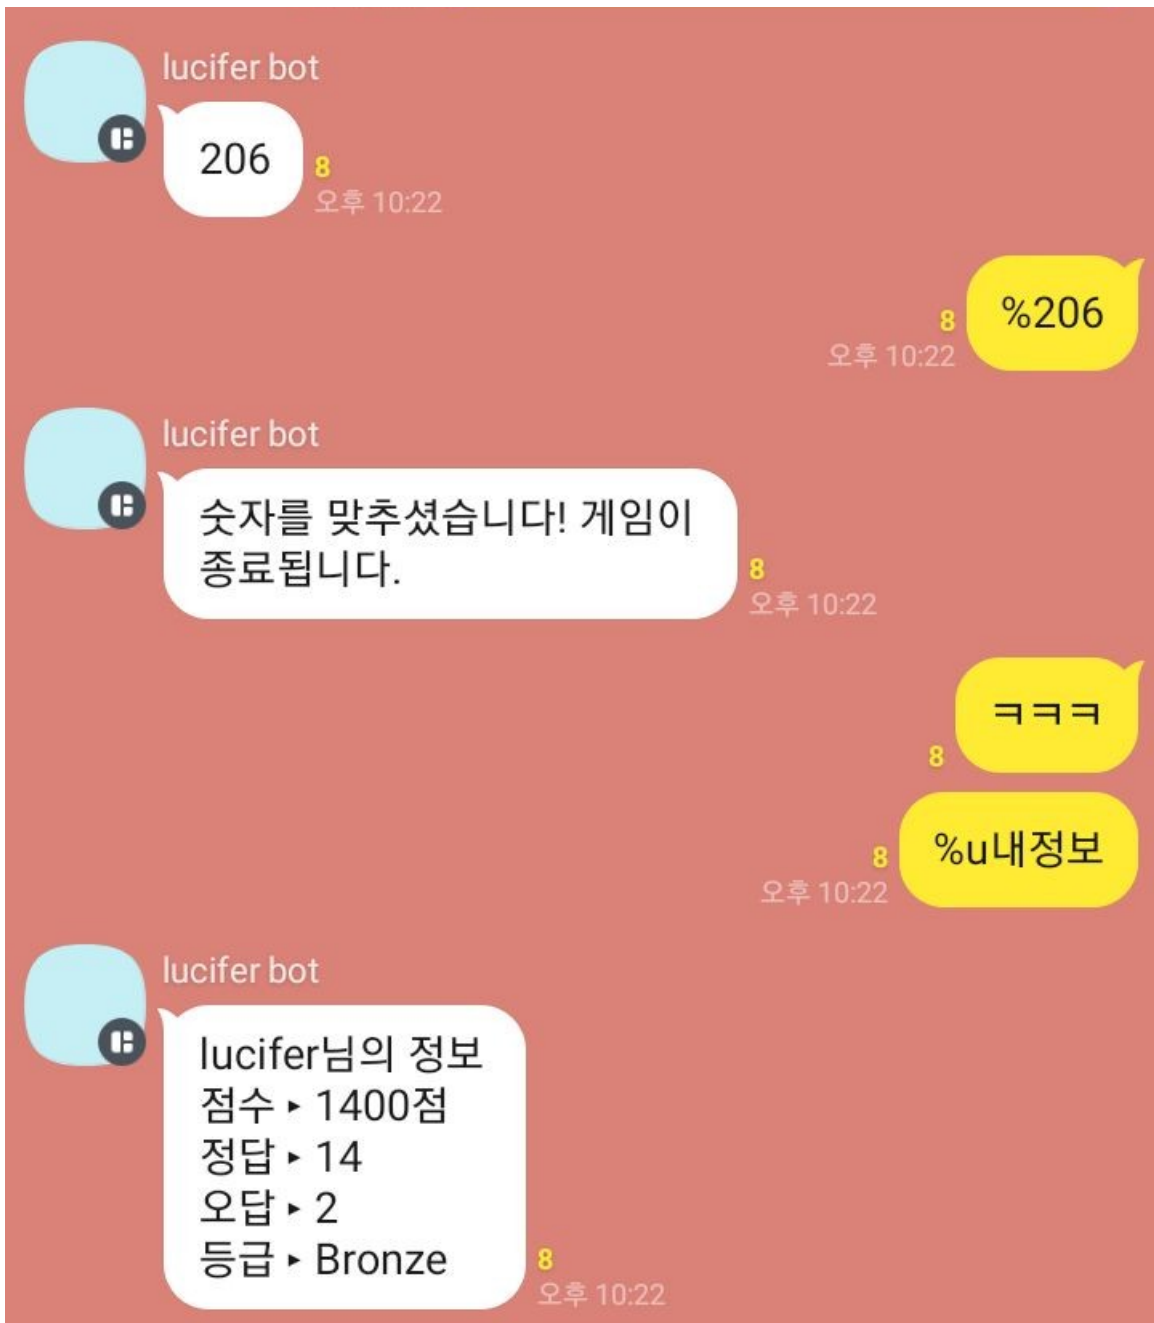 lucifer bot
206
8
오후 10:22
%206
8
오후 10:22
lucifer bot
숫자를 맞추셨습니다! 게임이
종료됩니다.
8
오후 10:22
ㅋㅋㅋ
8
%u내정보
8
오후 10:22
lucifer bot
lucifer님의 정보
점수 ▸ 1400점
정답 ▸ 14
오답 ▸ 2
등급 ▸ Bronze
8
오후 10:22